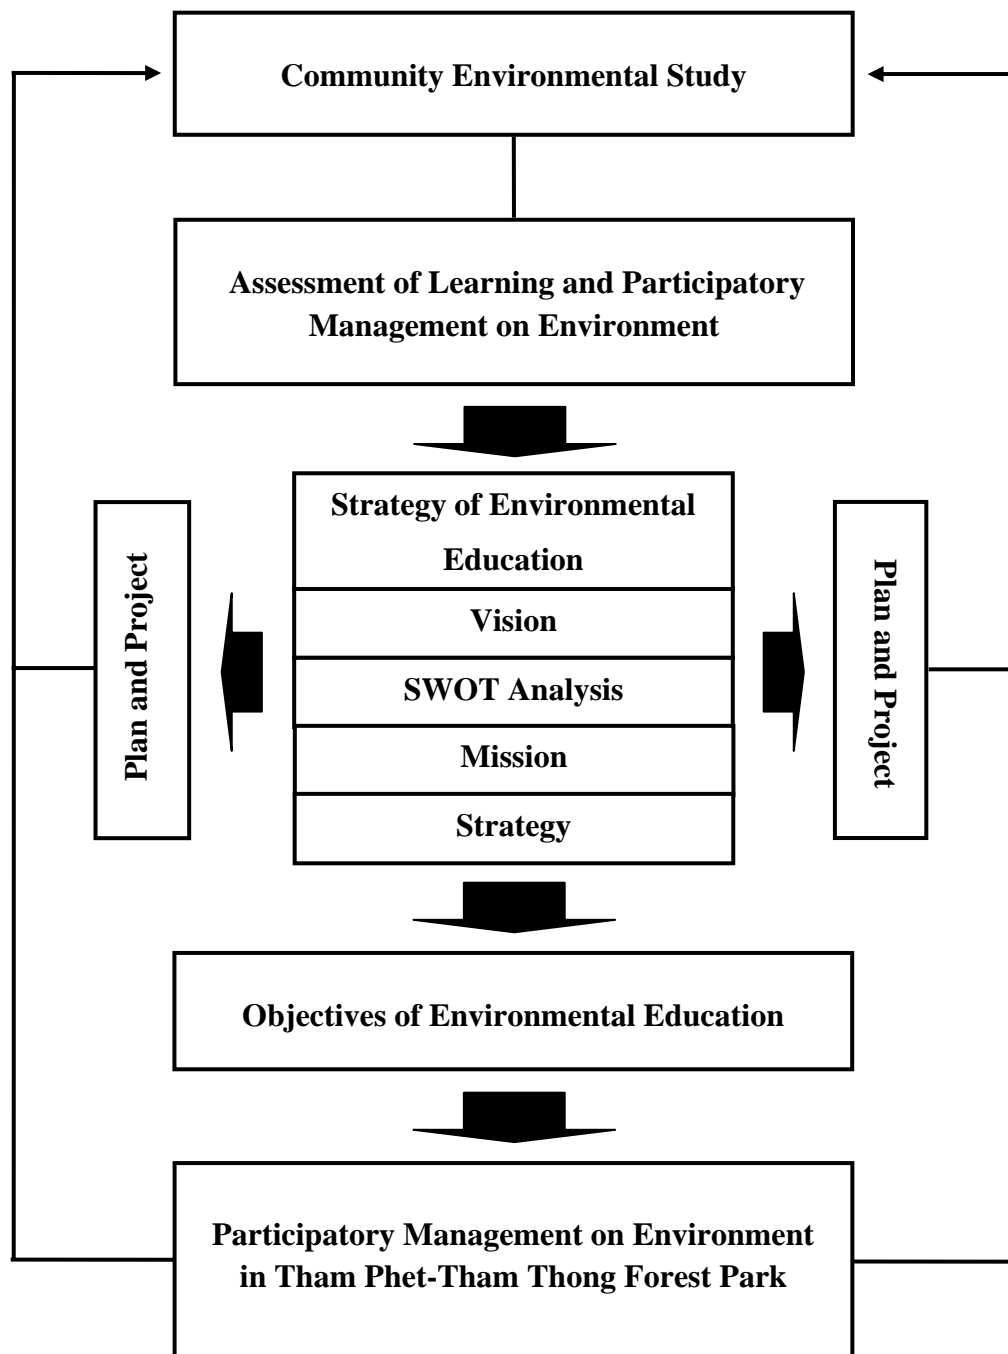 Community Environmental Study
Assessment of Learning and Participatory
Management on Environment
Strategy of Environmental
Education
Vision
SWOT Analysis
Mission
Strategy
Plan and Project
Plan and Project
Objectives of Environmental Education
Participatory Management on Environment
in Tham Phet-Tham Thong Forest Park